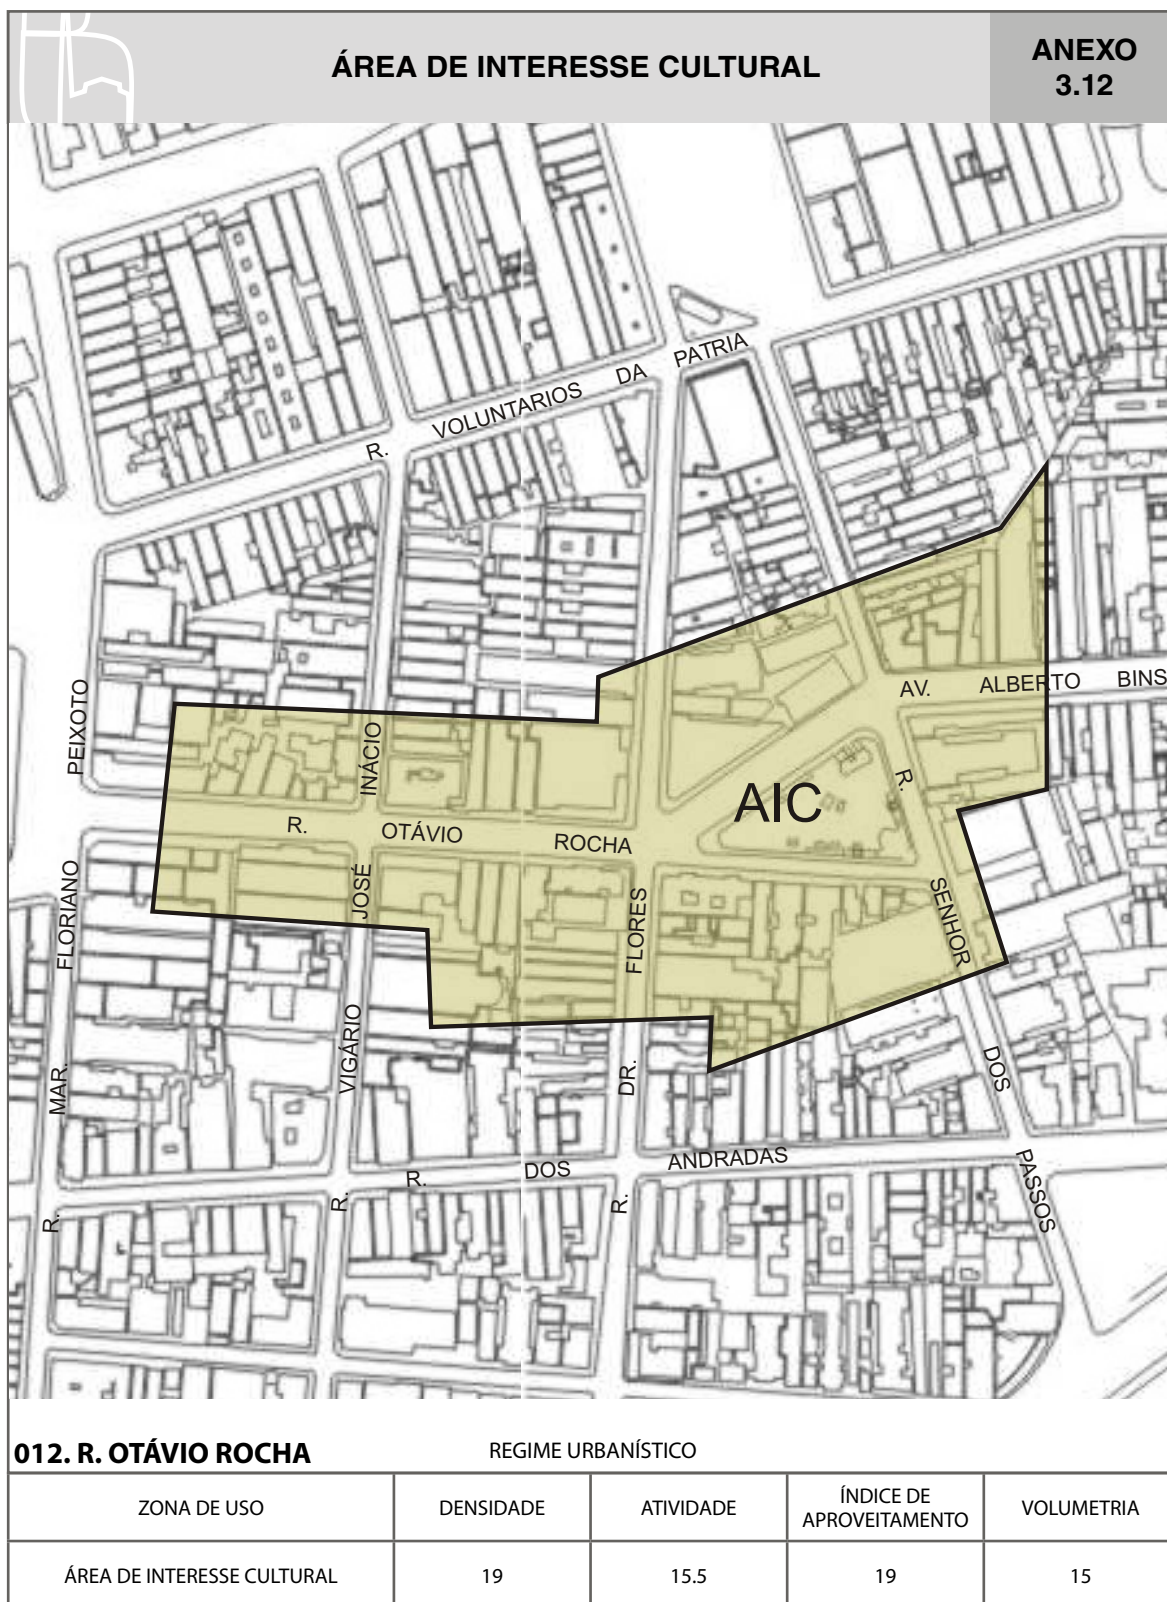 ÁREA DE INTERESSE CULTURAL
ANEXO
3.12
R. VOLUNTARIOS DA PATRIA
PEIXOTO
INÁCIO
AV. ALBERTO BINS
AIC
R. OTÁVIO ROCHA
R.
SENHOR
DOS
PASSOS
FLORIANO
MAR.
R.
JOSÉ
VIGÁRIO
R.
FLORES
DR.
R.
R. DOS ANDRADAS
012. R. OTÁVIO ROCHA
REGIME URBANÍSTICO
ZONA DE USO DENSIDADE ATIVIDADE ÍNDICE DE APROVEITAMENTO VOLUMETRIA
ÁREA DE INTERESSE CULTURAL 19 15.5 19 15